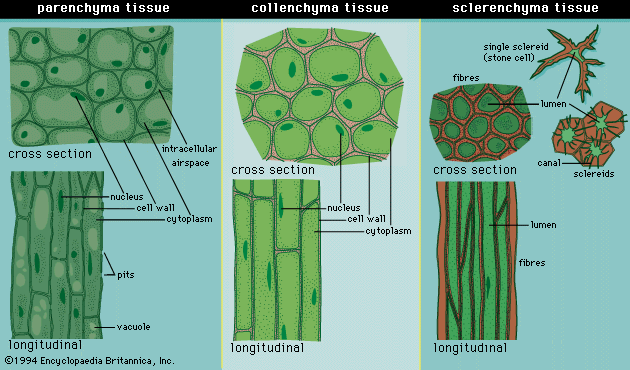 parenchyma tissue
cross section
intracellular
airspace
nucleus
cell wall
cytoplasm
pits
vacuole
longitudinal
©1994 Encyclopaedia Britannica, Inc.
collenchyma tissue
cross section
nucleus
cell wall
cytoplasm
longitudinal
sclerenchyma tissue
single sclereid
(stone cell)
fibres
lumen
canal
sclereids
cross section
lumen
fibres
longitudinal